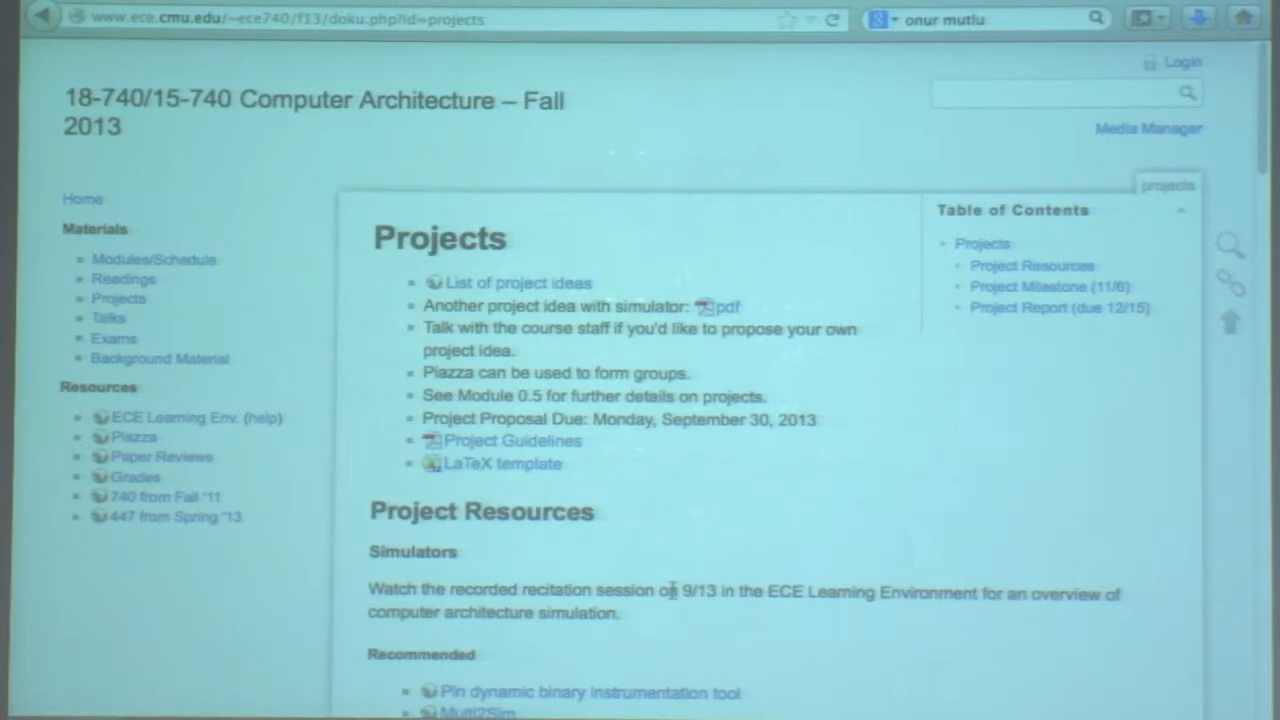 www.ece.cmu.edu/~ece740/f13/doku.php?id=projects
onur mutlu
Login
18-740/15-740 Computer Architecture – Fall
2013
Media Manager
projects
Home
Materials
Modules/Schedule
Readings
Projects
Talks
Exams
Background Material
Resources
ECE Learning Env. (help)
Piazza
Paper Reviews
Grades
740 from Fall '11
447 from Spring '13
Projects
List of project ideas
Another project idea with simulator: pdf
Talk with the course staff if you'd like to propose your own
project idea.
Piazza can be used to form groups.
See Module 0.5 for further details on projects.
Project Proposal Due: Monday, September 30, 2013
Project Guidelines
LaTeX template
Project Resources
Simulators
Watch the recorded recitation session on 9/13 in the ECE Learning Environment for an overview of
computer architecture simulation.
Recommended
Pin dynamic binary instrumentation tool
Multi2Sim
Table of Contents
Projects
Project Resources
Project Milestone (11/6)
Project Report (due 12/15)